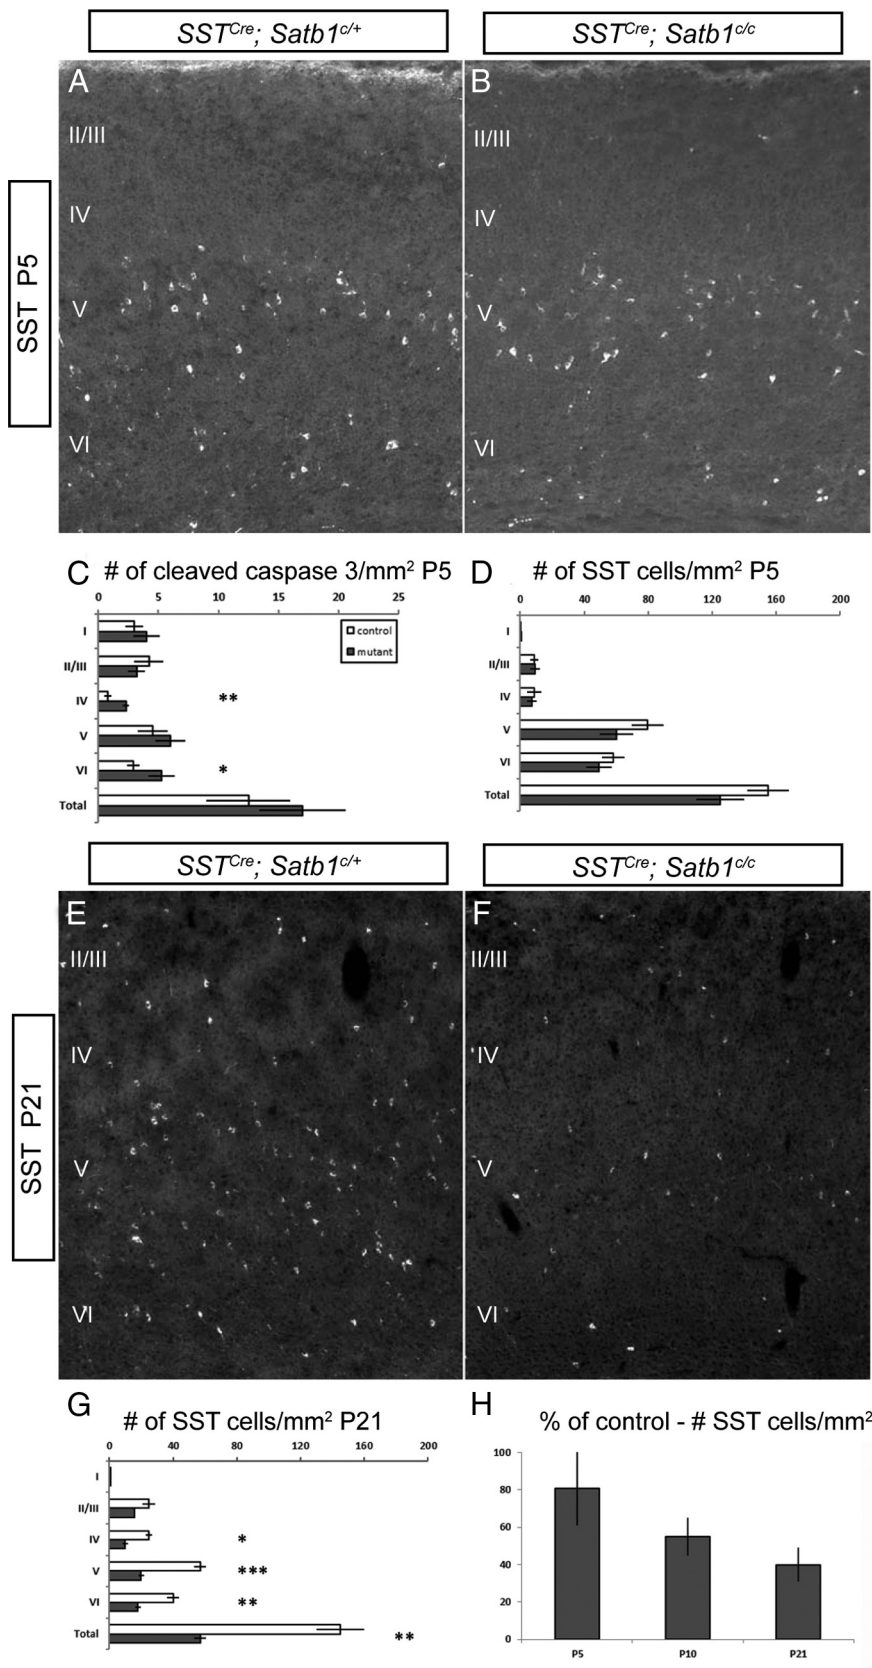 SST^Cre; Satb1^c/+
SST^Cre; Satb1^c/c
SST P5
A
II/III
IV
V
VI
B
II/III
IV
V
VI
C # of cleaved caspase 3/mm² P5
0 5 10 15 20 25
control
mutant
I
II/III
IV **
V
VI *
Total
D # of SST cells/mm² P5
0 40 80 120 160 200
I
II/III
IV
V
VI
Total
SST^Cre; Satb1^c/+
SST^Cre; Satb1^c/c
SST P21
E
II/III
IV
V
VI
F
II/III
IV
V
VI
G # of SST cells/mm² P21
0 40 80 120 160 200
I
II/III
IV *
V ***
VI **
Total **
H % of control - # SST cells/mm²
100
80
60
40
20
0
P5 P10 P21